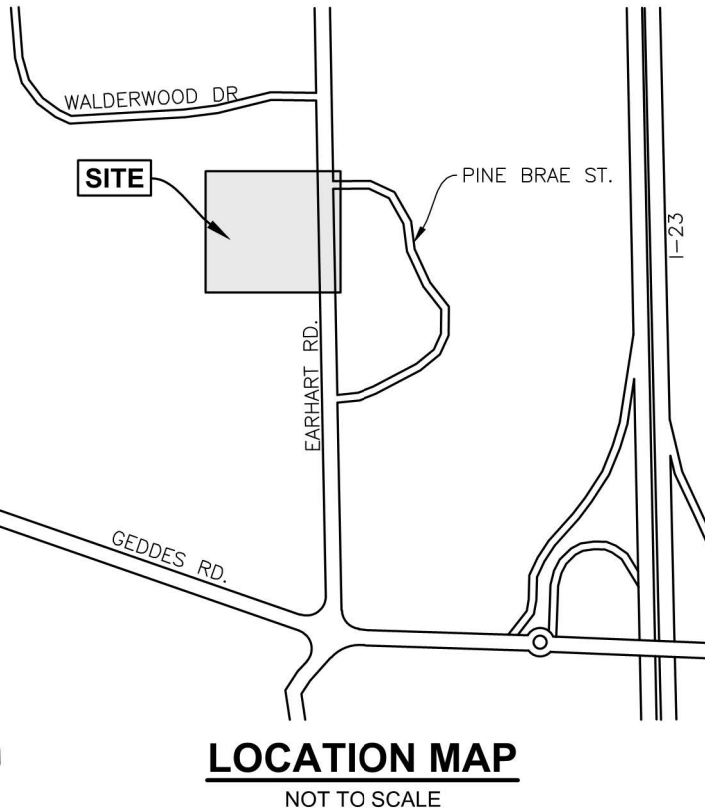 WALDERWOOD DR
SITE
PINE BRAE ST.
I-23
EARHART RD.
GEDDES RD.
LOCATION MAP
NOT TO SCALE